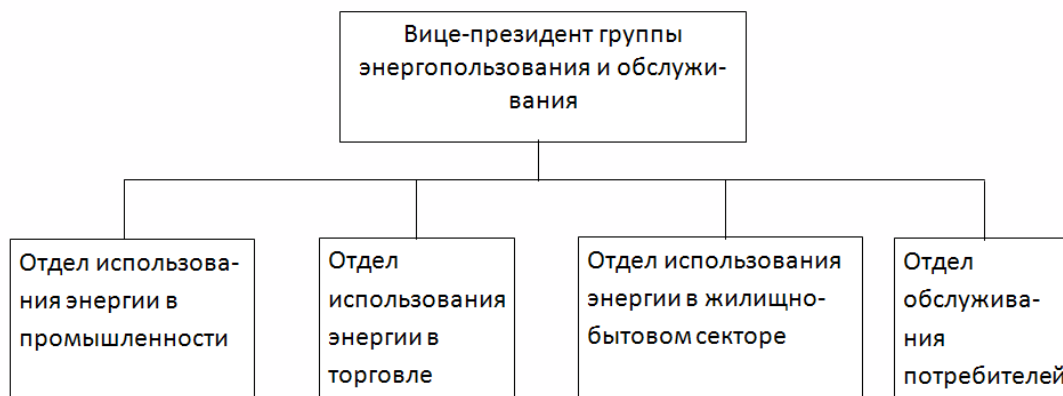 Вице-президент группы
энергопользования и обслужи-
вания
Отдел использова-
ния энергии в
промышленности
Отдел
использования
энергии в
торговле
Отдел использования
энергии в жилищно-
бытовом секторе
Отдел
обслужива-
ния
потребителей